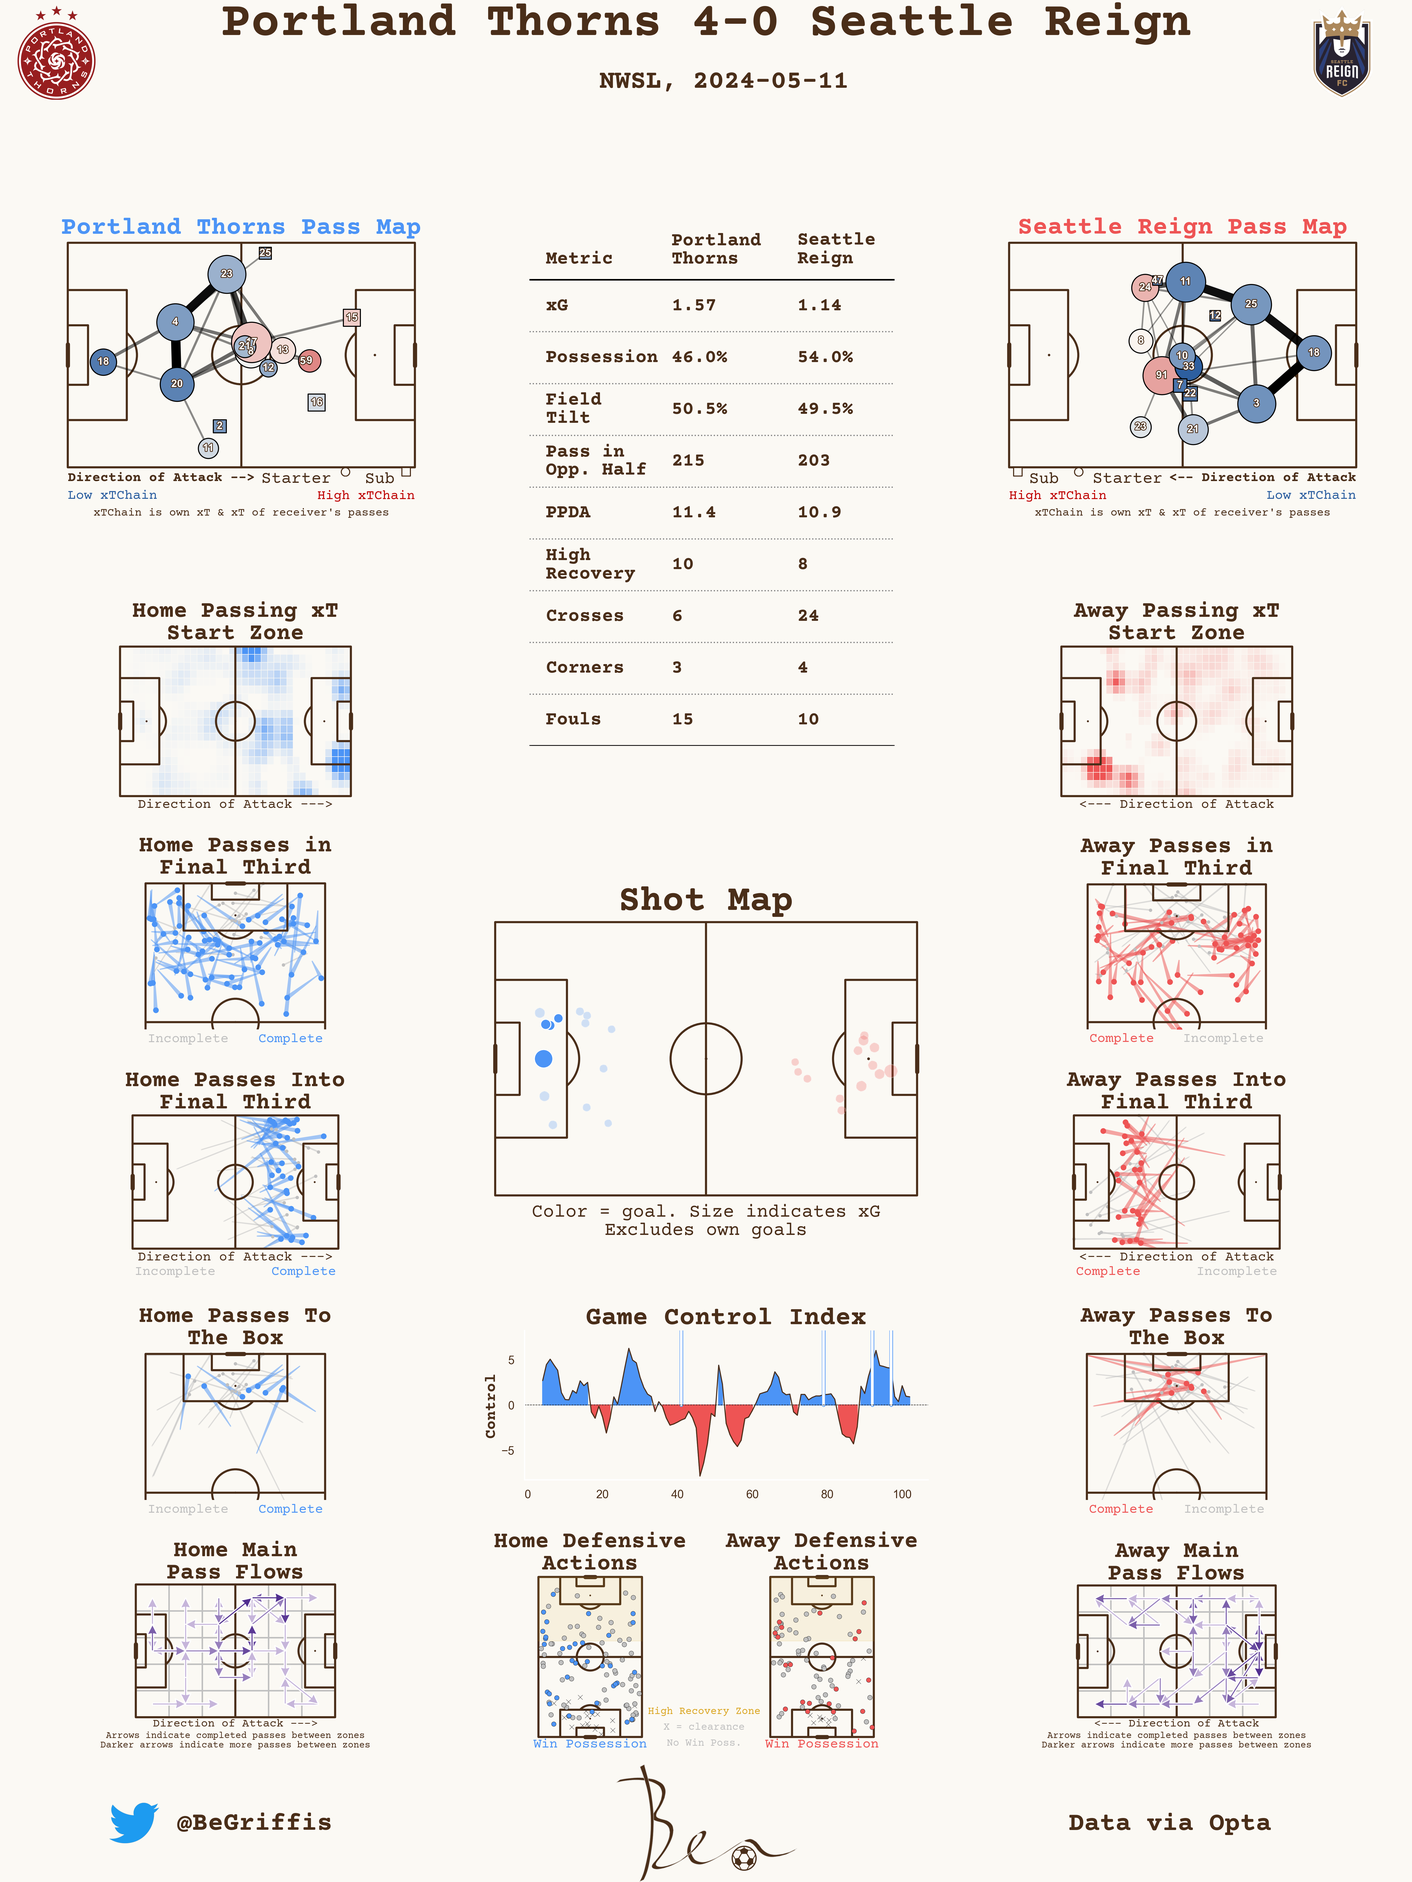 Portland Thorns 4-0 Seattle Reign
NWSL, 2024-05-11
PORTLAND THORNS
SEATTLE
REIGN
FC
Portland Thorns Pass Map
25
23
4
15
17
21
13
59
18
12
20
16
2
11
Direction of Attack --> Starter Sub
Low xTChain High xTChain
xTChain is own xT & xT of receiver's passes
Metric Portland Thorns Seattle Reign
xG 1.57 1.14
Possession 46.0% 54.0%
Field Tilt 50.5% 49.5%
Pass in Opp. Half 215 203
PPDA 11.4 10.9
High Recovery 10 8
Crosses 6 24
Corners 3 4
Fouls 15 10
Seattle Reign Pass Map
47
24
11
25
12
8
10
18
33
91
7
22
3
23
21
Sub Starter <-- Direction of Attack
High xTChain Low xTChain
xTChain is own xT & xT of receiver's passes
Home Passing xT
Start Zone
Direction of Attack --->
Away Passing xT
Start Zone
<--- Direction of Attack
Home Passes in
Final Third
Incomplete Complete
Away Passes in
Final Third
Complete Incomplete
Shot Map
Color = goal. Size indicates xG
Excludes own goals
Home Passes Into
Final Third
Direction of Attack --->
Incomplete Complete
Away Passes Into
Final Third
<--- Direction of Attack
Complete Incomplete
Home Passes To
The Box
Incomplete Complete
Game Control Index
Control
5
0
−5
0 20 40 60 80 100
Away Passes To
The Box
Complete Incomplete
Home Main
Pass Flows
Direction of Attack --->
Arrows indicate completed passes between zones
Darker arrows indicate more passes between zones
Home Defensive
Actions
Win Possession
Away Defensive
Actions
Win Possession
High Recovery Zone
X = clearance
No Win Poss.
Away Main
Pass Flows
<--- Direction of Attack
Arrows indicate completed passes between zones
Darker arrows indicate more passes between zones
@BeGriffis
Ben
Data via Opta